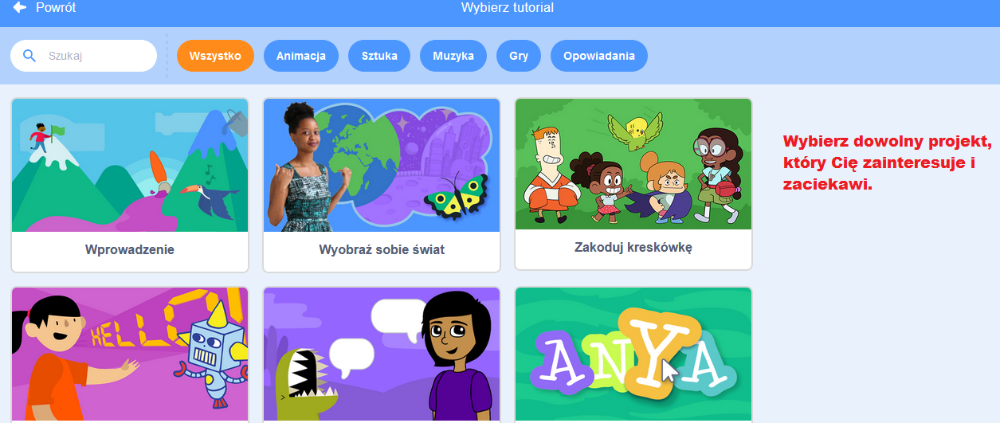 Powrót
Wybierz tutorial
Szukaj
Wszystko
Animacja
Sztuka
Muzyka
Gry
Opowiadania
Wybierz dowolny projekt,
który Cię zainteresuje i
zaciekawi.
Wprowadzenie
Wyobraź sobie świat
Zakoduj kreskówkę
HELLO!
ANYA